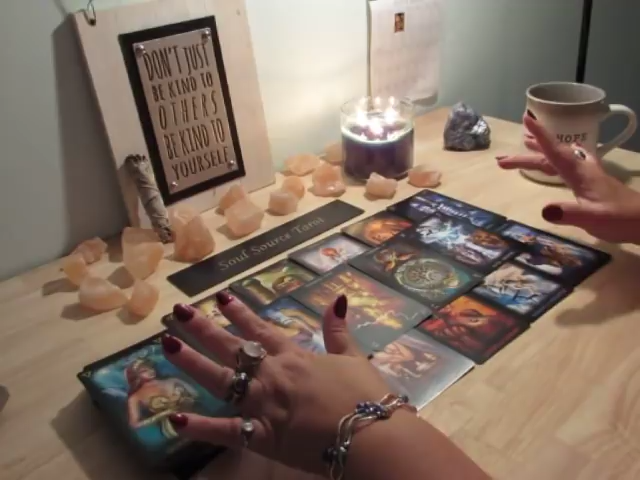 DON'T JUST
BE KIND TO
OTHERS
BE KIND TO
YOURSELF
Soul Source Tarot
HOPE